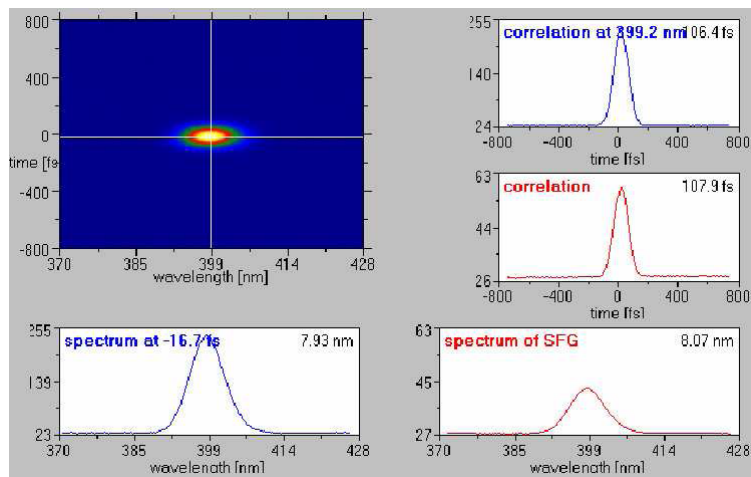 800
400
0
time [fs
-400
-800
370 385 399 414 428
wavelength [nm]
255
correlation at 399.2 nm 106.4 fs
140
24
-800 -400 0 400 800
time [fs]
63
correlation 107.9 fs
44
26
-800 -400 0 400 800
time [fs]
255
spectrum at -16.7 fs 7.93 nm
139
23
370 385 399 414 428
wavelength [nm]
63
spectrum of SFG 8.07 nm
45
27
370 385 399 414 428
wavelength [nm]